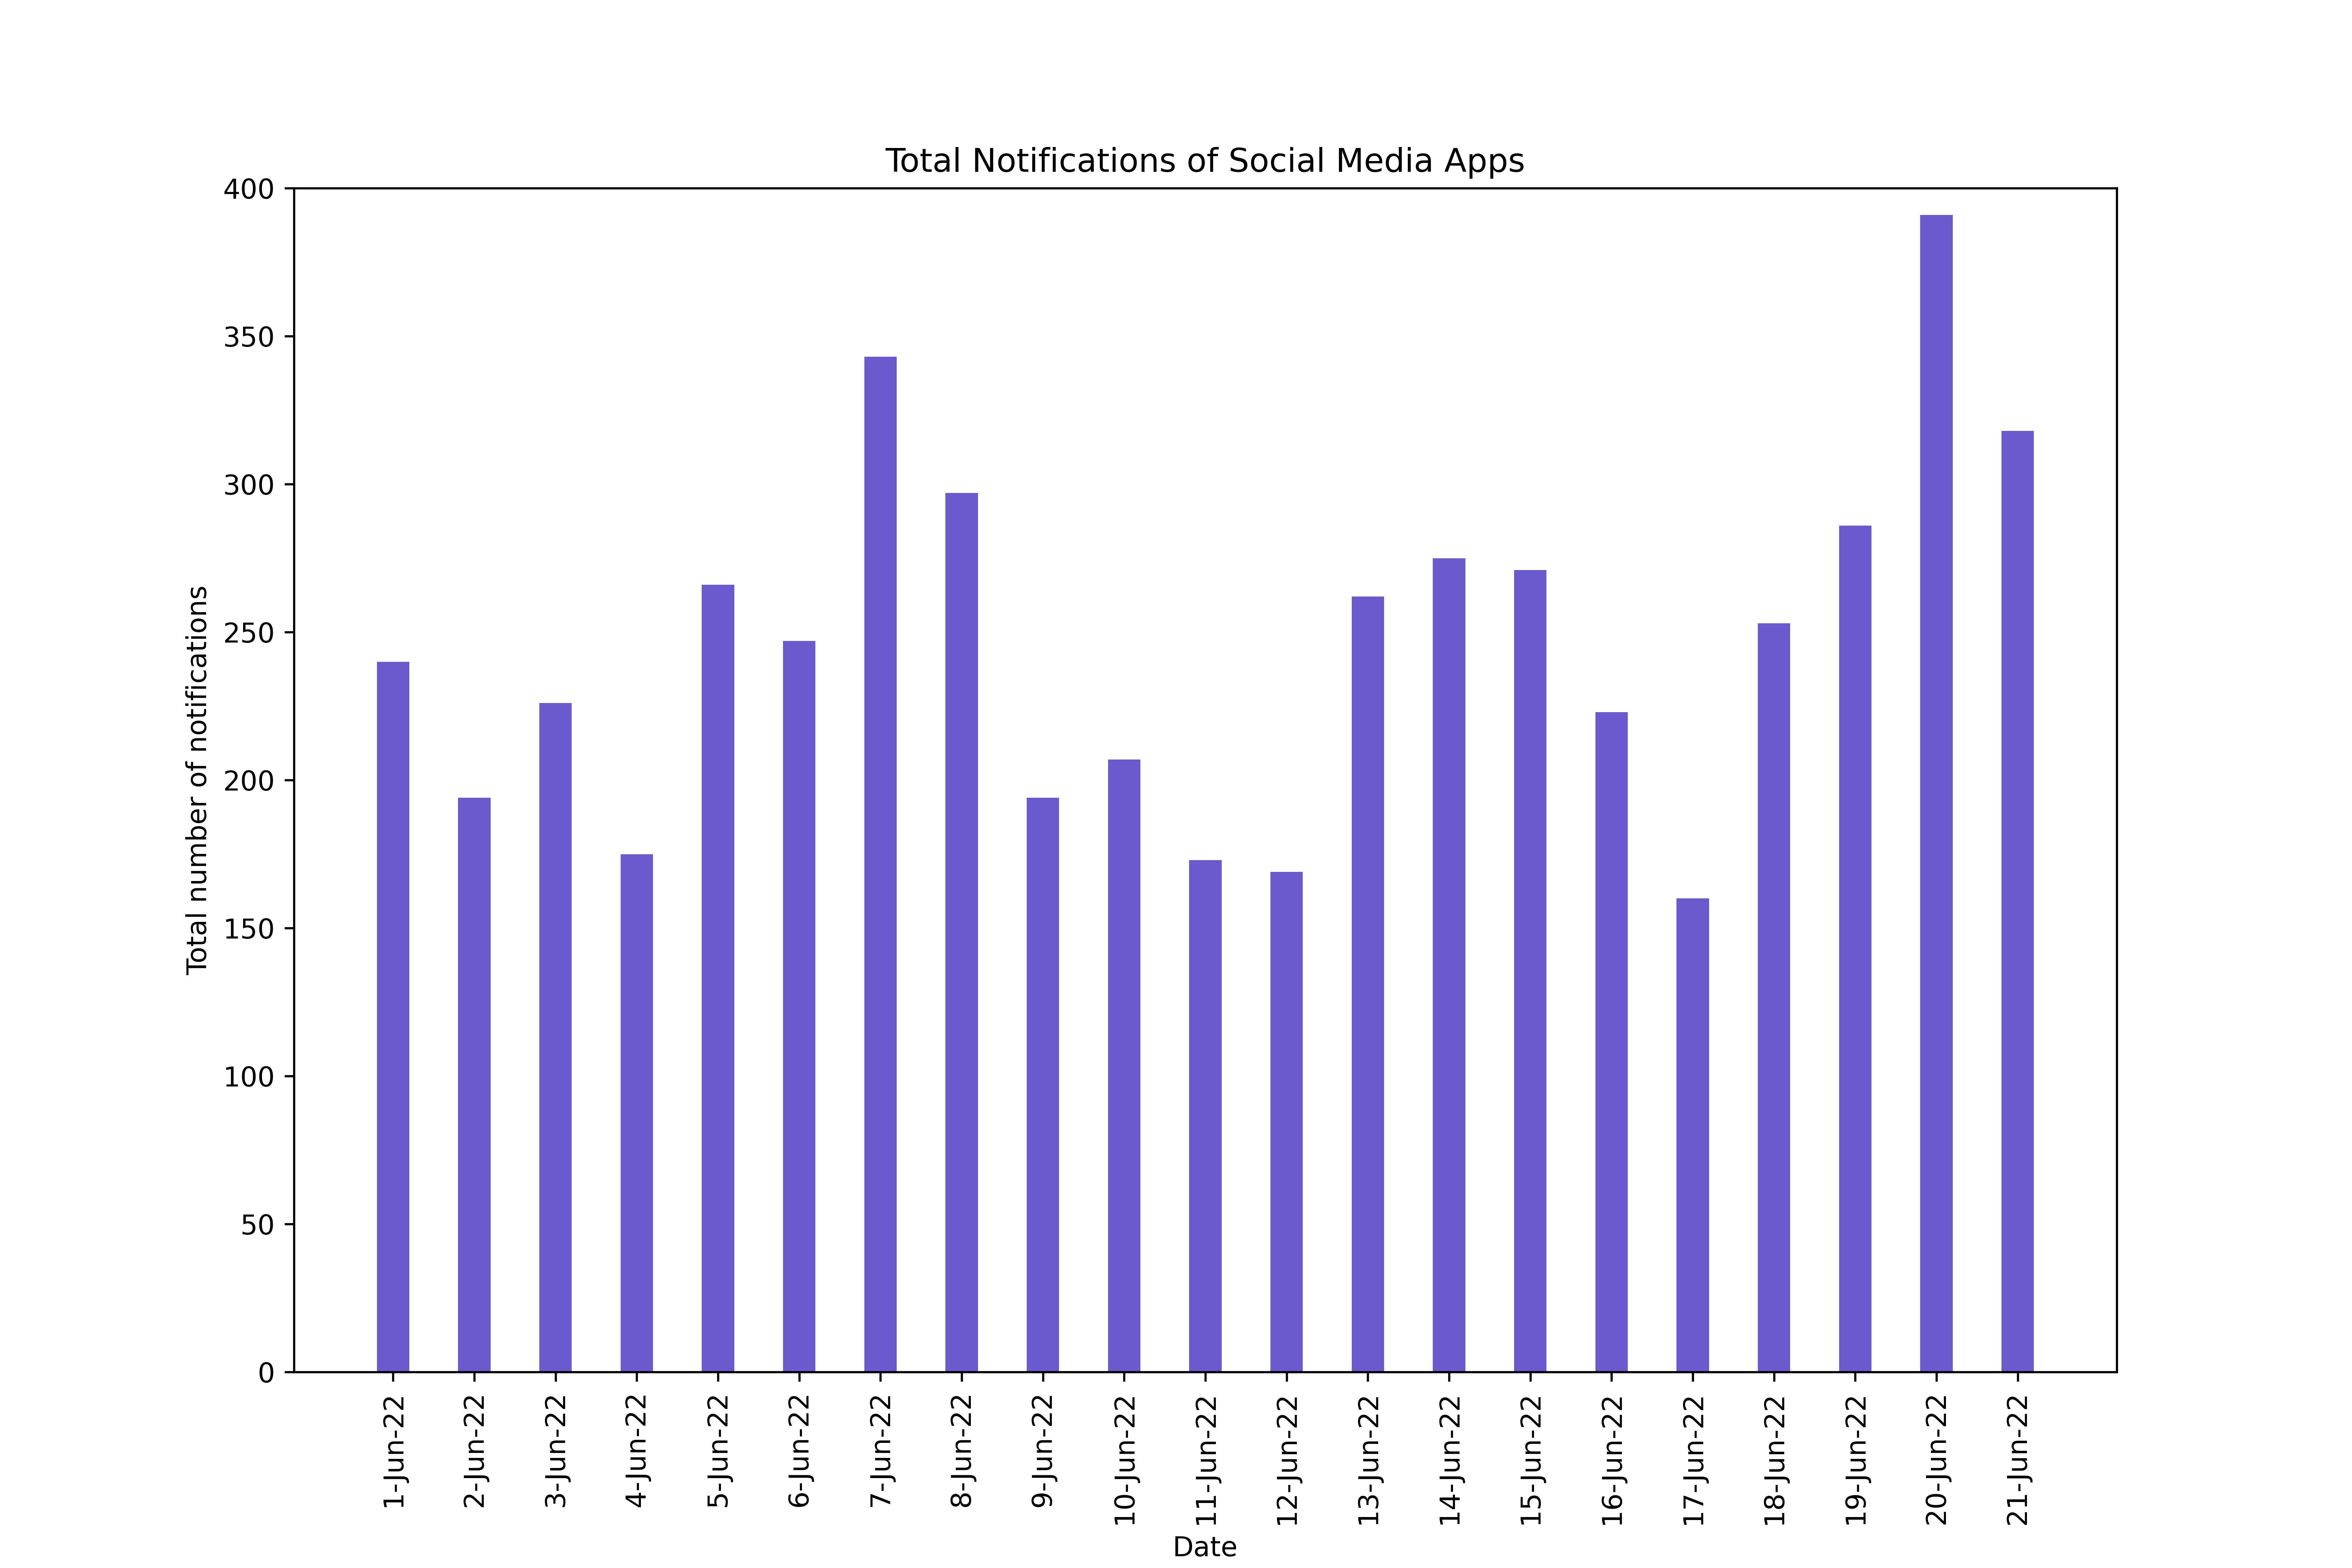 Total Notifications of Social Media Apps
Total number of notifications
400
350
300
250
200
150
100
50
0
1-Jun-22
2-Jun-22
3-Jun-22
4-Jun-22
5-Jun-22
6-Jun-22
7-Jun-22
8-Jun-22
9-Jun-22
10-Jun-22
11-Jun-22
12-Jun-22
13-Jun-22
14-Jun-22
15-Jun-22
16-Jun-22
17-Jun-22
18-Jun-22
19-Jun-22
20-Jun-22
21-Jun-22
Date